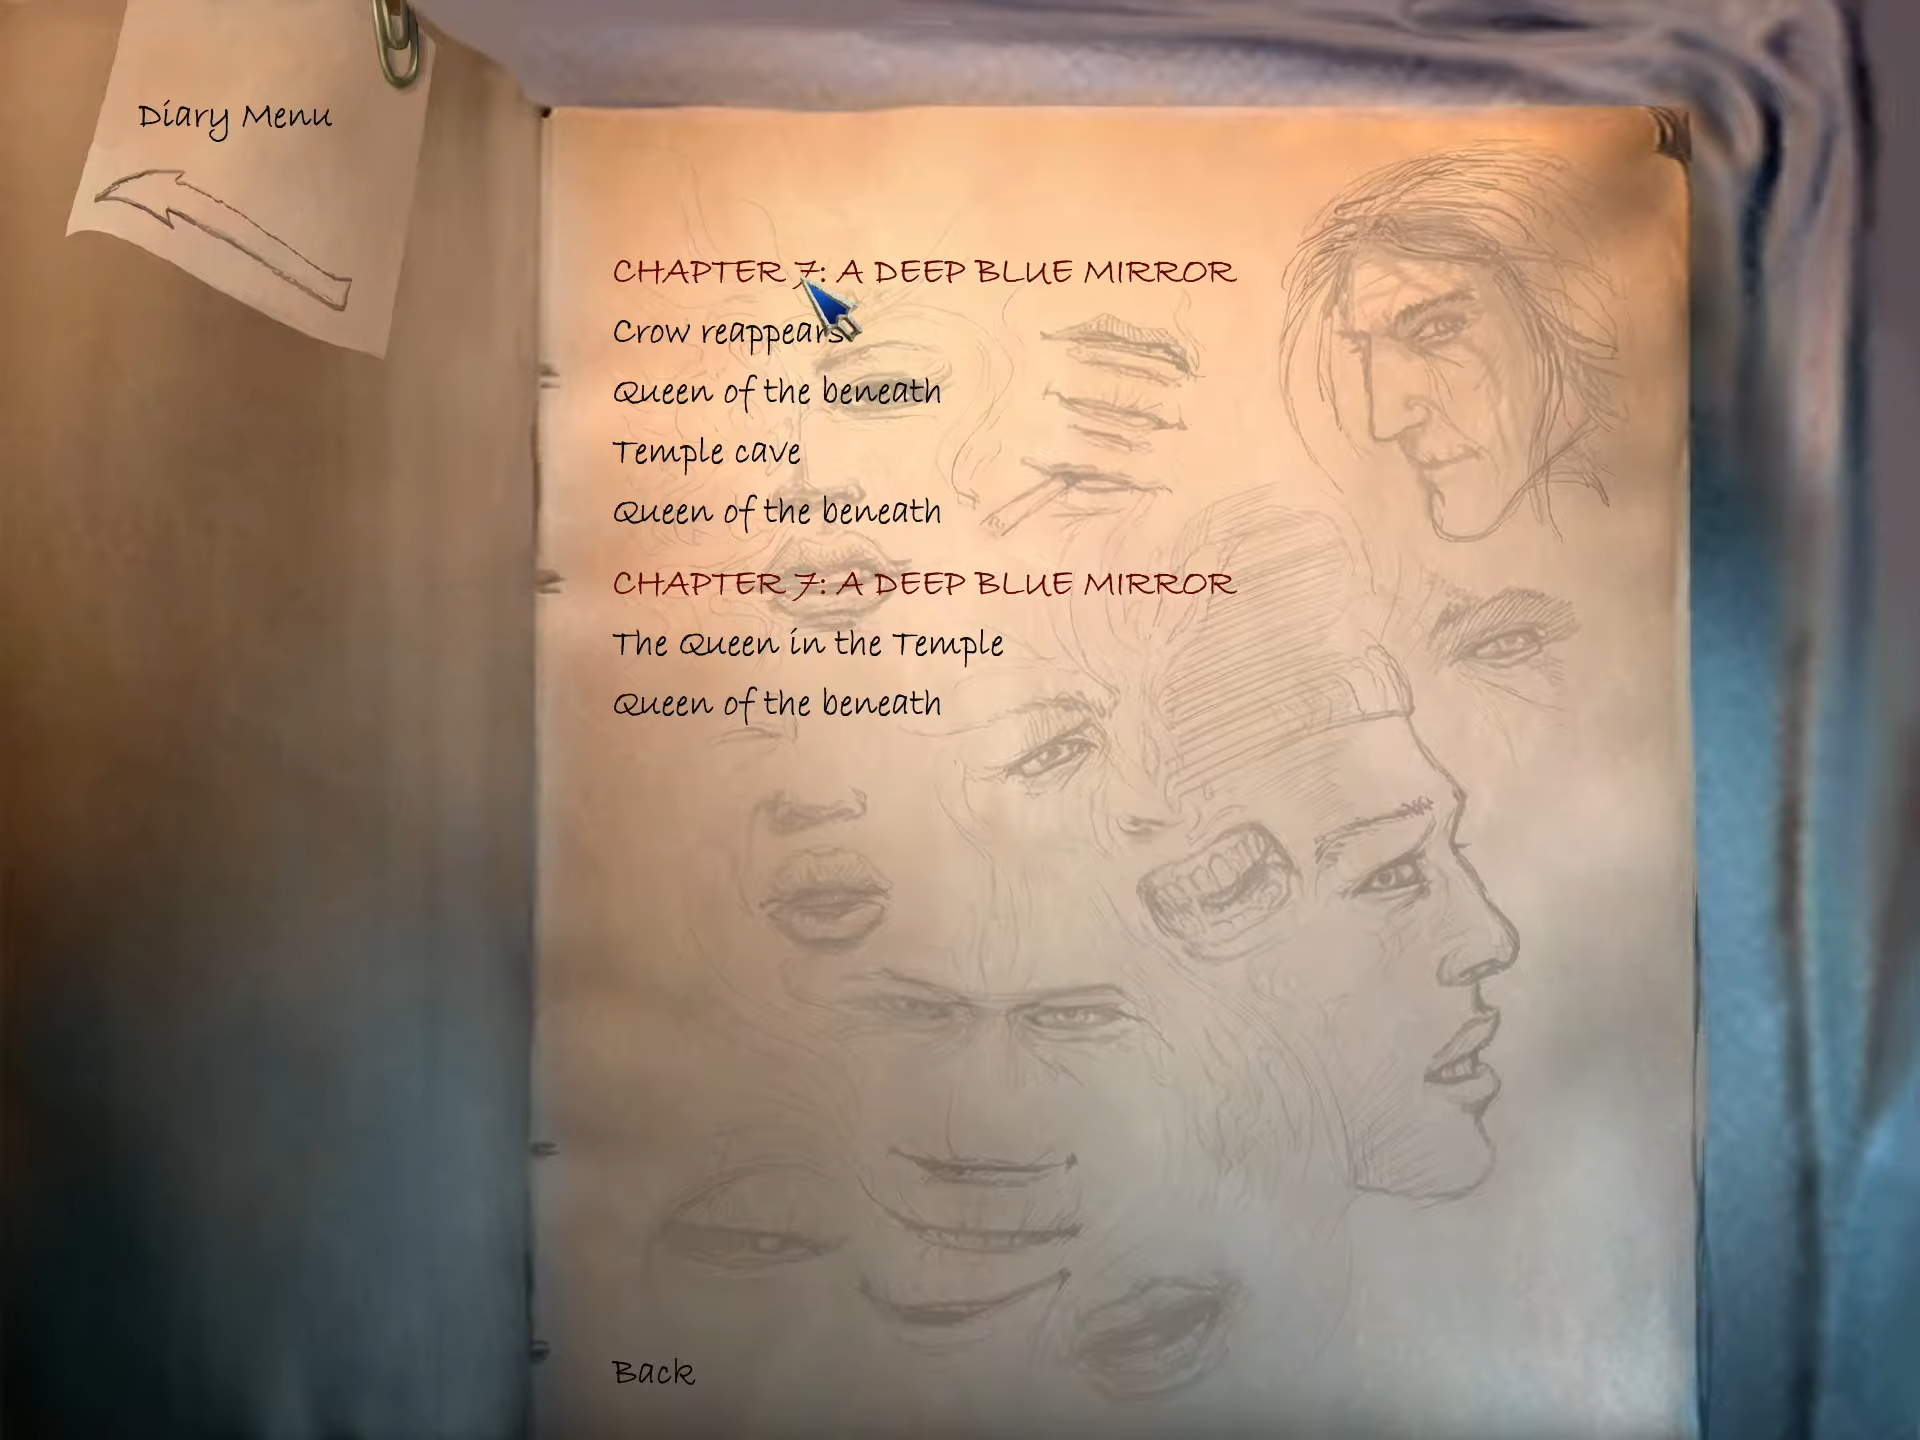 Diary Menu
CHAPTER 7: A DEEP BLUE MIRROR
Crow reappears
Queen of the beneath
Temple cave
Queen of the beneath
CHAPTER 7: A DEEP BLUE MIRROR
The Queen in the Temple
Queen of the beneath
Back